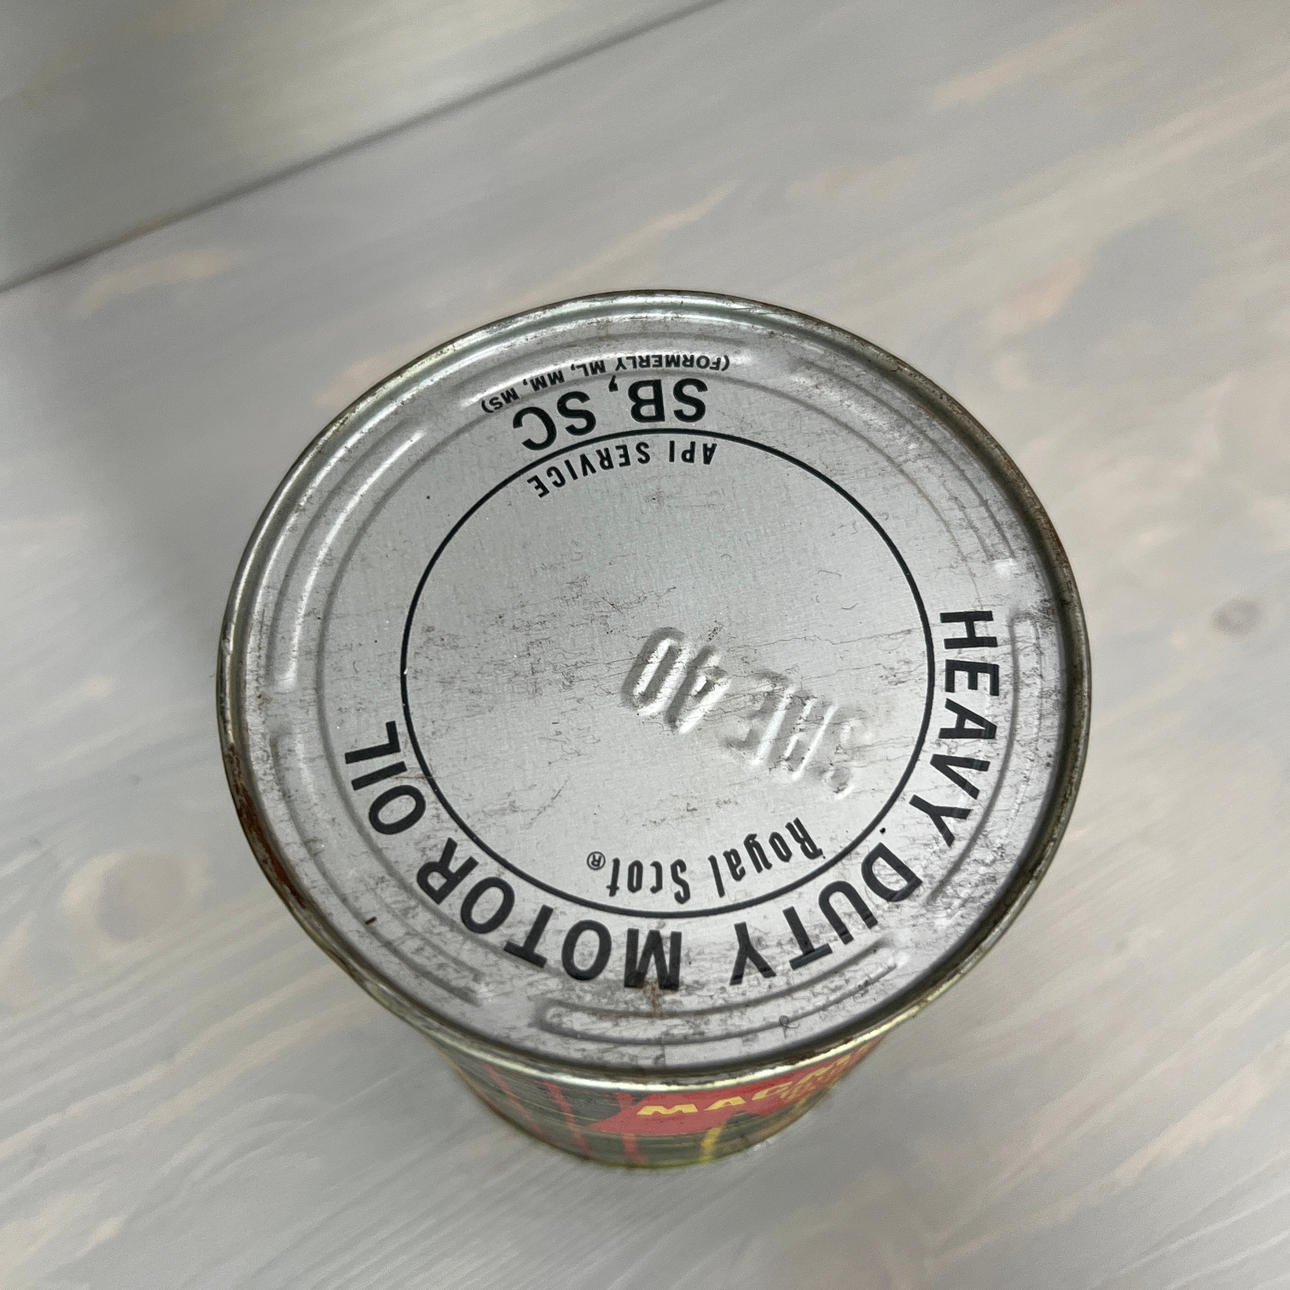 HEAVY DUTY MOTOR OIL
Royal Scot®
SAE 40
API SERVICE
SB, SC
(FORMERLY ML, MM, MS)